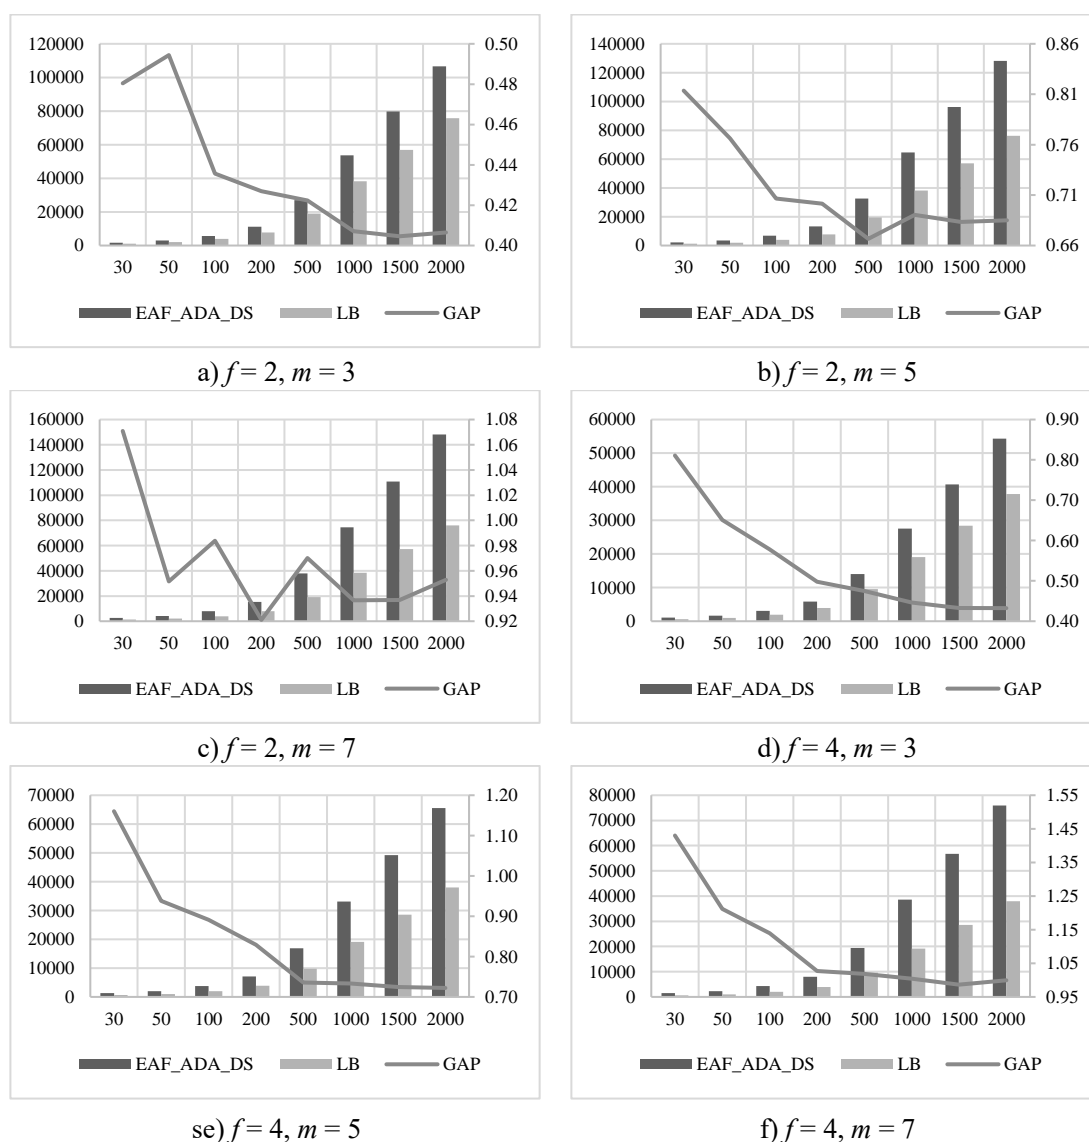 120000 0.50 140000 0.86
100000 0.48 120000 0.81
80000 0.46 100000 0.76
60000 0.44 80000 0.71
40000 0.42 60000 0.66
20000 0.40 40000
0 20000
0
30 50 100 200 500 1000 1500 2000 30 50 100 200 500 1000 1500 2000
EAF_ADA_DS LB GAP EAF_ADA_DS LB GAP
a) f = 2, m = 3 b) f = 2, m = 5
160000 1.08 60000 0.90
140000 1.06 50000 0.80
120000 1.04 40000 0.70
100000 1.02 30000 0.60
80000 1.00 20000 0.50
60000 0.98 10000 0.40
40000 0.96 0
20000 0.94
0 0.92
30 50 100 200 500 1000 1500 2000 30 50 100 200 500 1000 1500 2000
EAF_ADA_DS LB GAP EAF_ADA_DS LB GAP
c) f = 2, m = 7 d) f = 4, m = 3
70000 1.20 80000 1.55
60000 1.10 70000 1.45
50000 1.00 60000 1.35
40000 0.90 50000 1.25
30000 0.80 40000 1.15
20000 0.70 30000 1.05
10000 20000 0.95
0 10000
0
30 50 100 200 500 1000 1500 2000 30 50 100 200 500 1000 1500 2000
EAF_ADA_DS LB GAP EAF_ADA_DS LB GAP
se) f = 4, m = 5 f) f = 4, m = 7